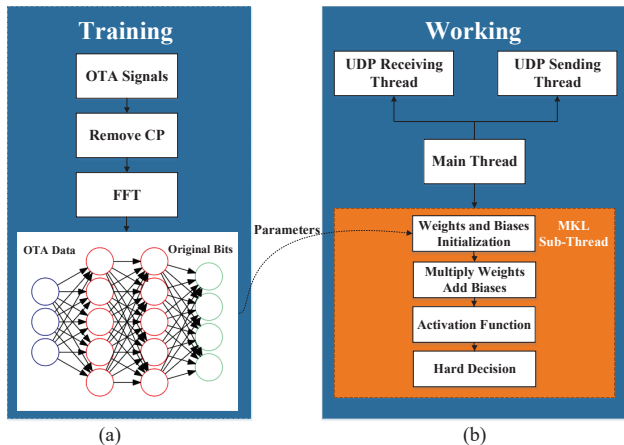 Training
OTA Signals
Remove CP
FFT
OTA Data
Original Bits
(a)
Parameters
Working
UDP Receiving
Thread
UDP Sending
Thread
Main Thread
MKL
Sub-Thread
Weights and Biases
Initialization
Multiply Weights
Add Biases
Activation Function
Hard Decision
(b)